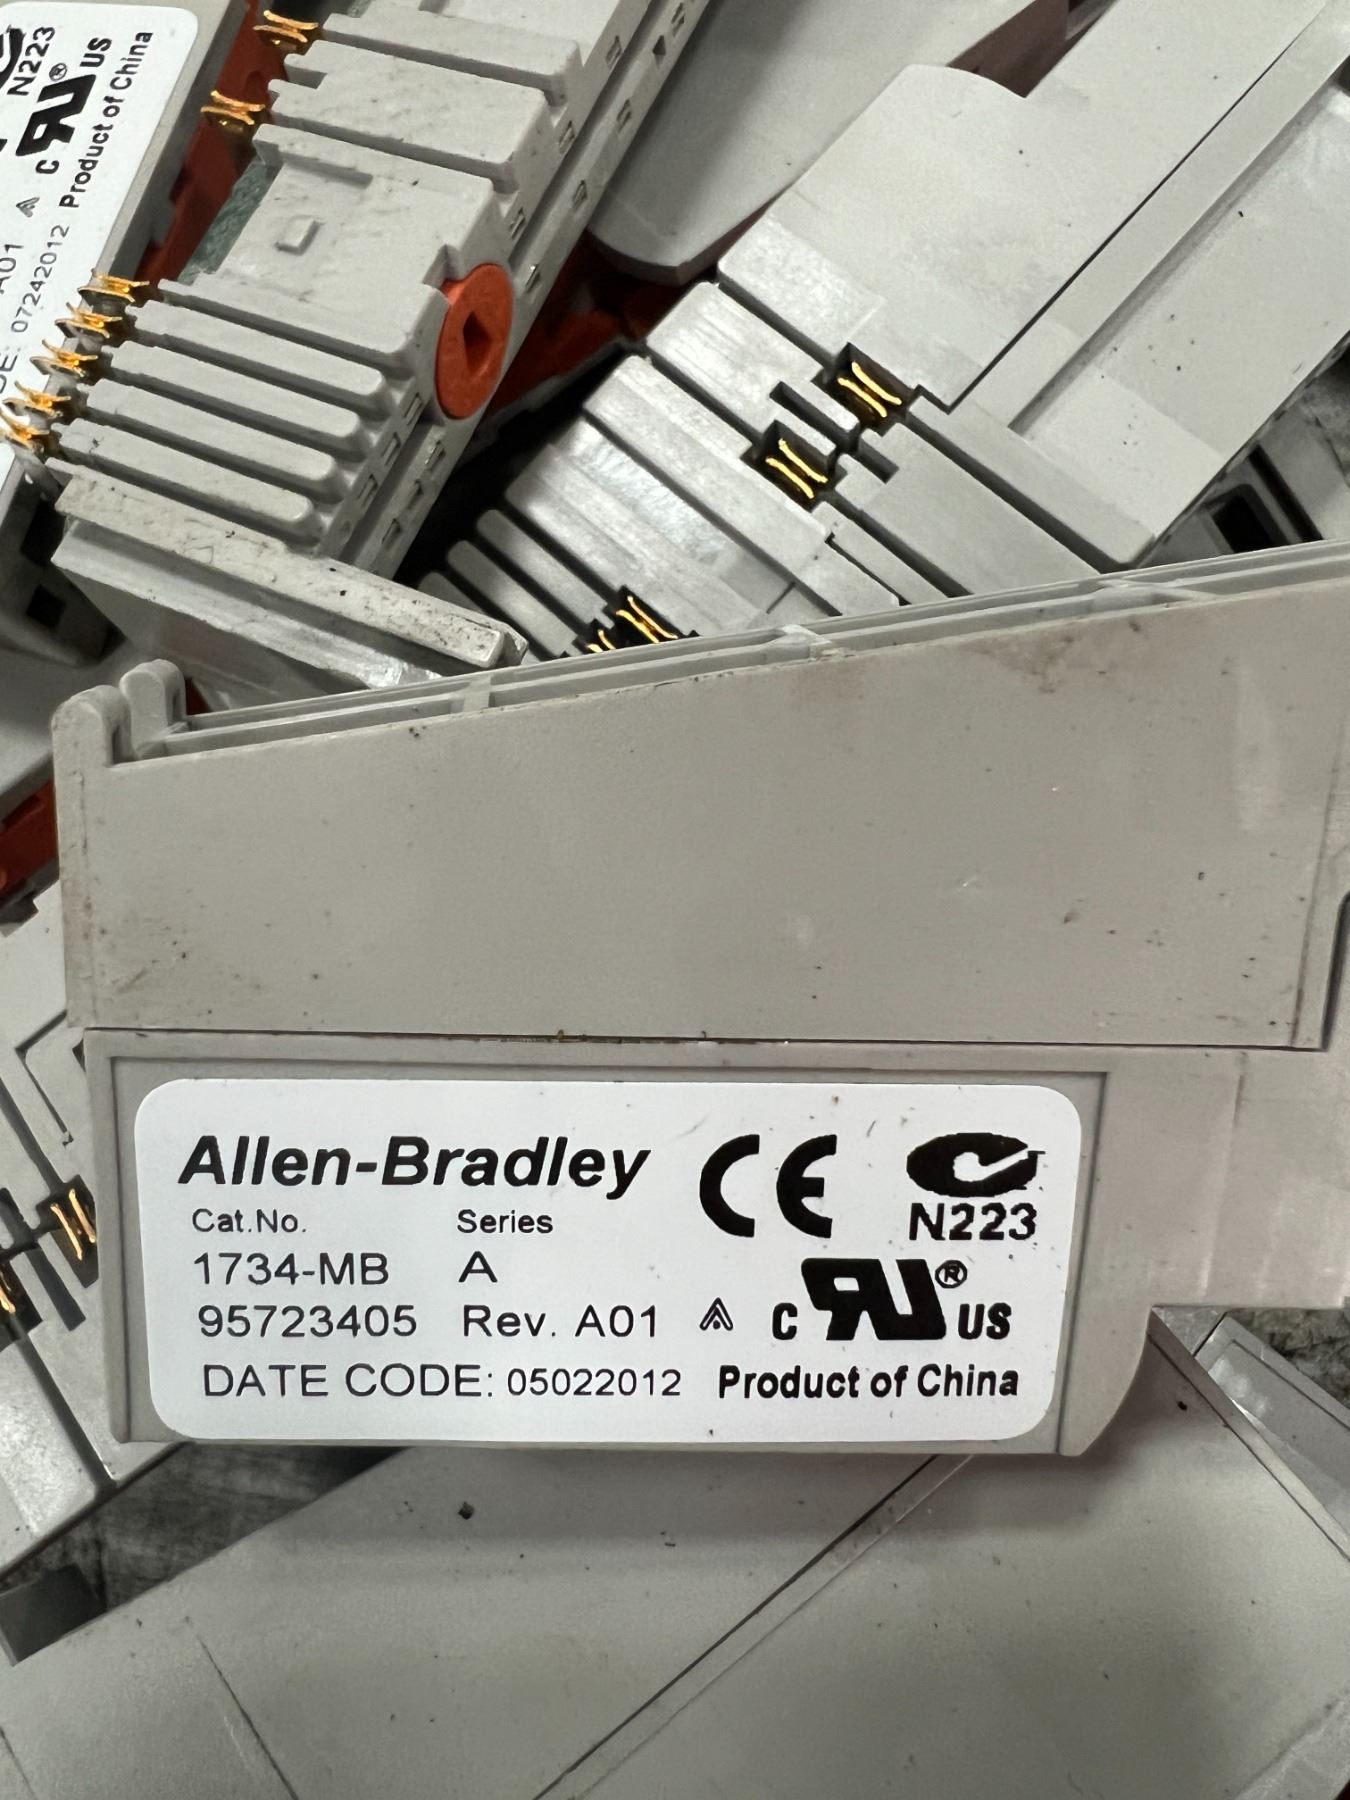 N223
C US
Product of China
A01
07242012
Allen-Bradley
N223
Cat.No. Series
1734-MB A
C ® US
95723405 Rev. A01
DATE CODE: 05022012 Product of China